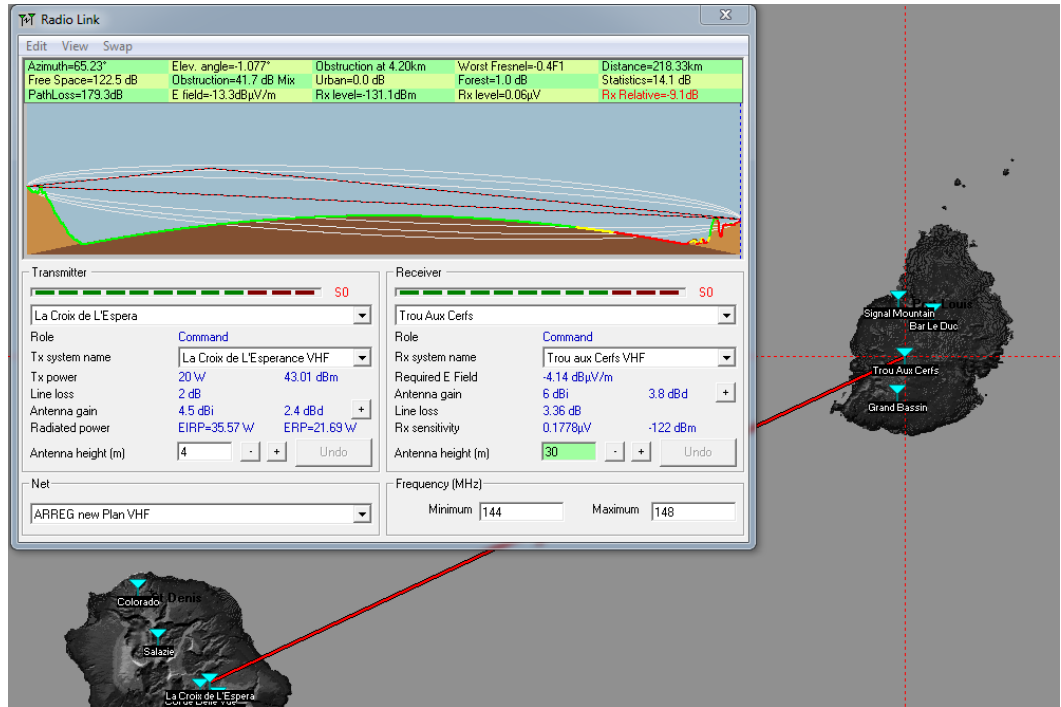 Radio Link
Edit View Swap
Azimuth=65.23° Elev. angle=-1.077° Obstruction at 4.20km Worst Fresnel=-0.4F1 Distance=218.33km
Free Space=122.5 dB Obstruction=41.7 dB Mix Urban=0.0 dB Forest=1.0 dB Statistics=14.1 dB
PathLoss=179.3dB E field=-13.3dBµV/m Rx level=-131.1dBm Rx level=0.06µV Rx Relative=-9.1dB
Transmitter
S0
La Croix de L'Espera
Role Command
Tx system name La Croix de L'Esperance VHF
Tx power 20 W 43.01 dBm
Line loss 2 dB
Antenna gain 4.5 dBi 2.4 dBd +
Radiated power EIRP=35.57 W ERP=21.69 W
Antenna height (m) 4 - + Undo
Receiver
S0
Trou Aux Cerfs
Role Command
Rx system name Trou aux Cerfs VHF
Required E Field -4.14 dBµV/m
Antenna gain 6 dBi 3.8 dBd +
Line loss 3.36 dB
Rx sensitivity 0.1778µV -122 dBm
Antenna height (m) 30 - + Undo
Net
ARREG new Plan VHF
Frequency (MHz)
Minimum 144 Maximum 148
Louis
Signal Mountain
Bar Le Duc
Trou Aux Cerfs
Grand Bassin
Colorado
Denis
Salazie
La Croix de L'Espera